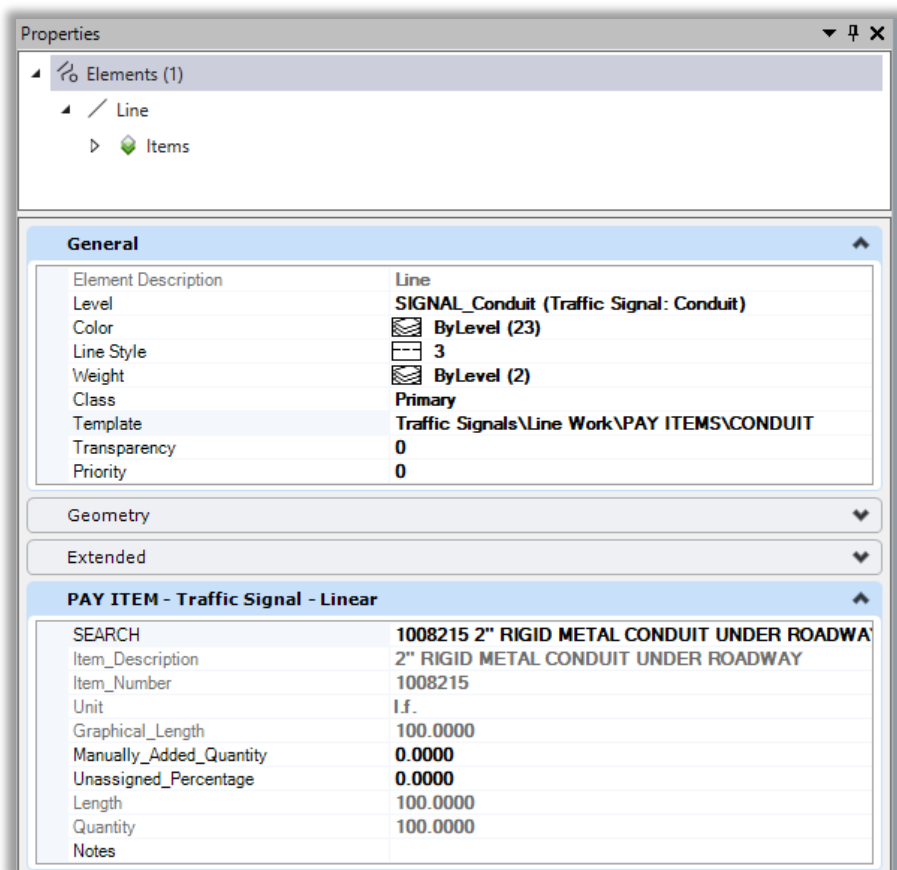 Properties
Elements (1)
Line
Items
General
Element Description Line
Level SIGNAL_Conduit (Traffic Signal: Conduit)
Color ByLevel (23)
Line Style 3
Weight ByLevel (2)
Class Primary
Template Traffic Signals\Line Work\PAY ITEMS\CONDUIT
Transparency 0
Priority 0
Geometry
Extended
PAY ITEM - Traffic Signal - Linear
SEARCH 1008215 2" RIGID METAL CONDUIT UNDER ROADWA
Item_Description 2" RIGID METAL CONDUIT UNDER ROADWAY
Item_Number 1008215
Unit l.f.
Graphical_Length 100.0000
Manually_Added_Quantity 0.0000
Unassigned_Percentage 0.0000
Length 100.0000
Quantity 100.0000
Notes